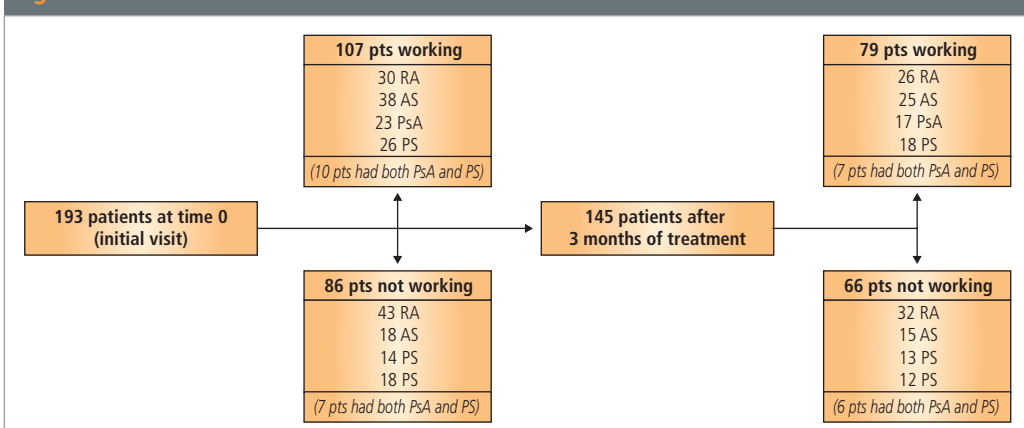 107 pts working
30 RA
38 AS
23 PsA
26 PS
(10 pts had both PsA and PS)
79 pts working
26 RA
25 AS
17 PsA
18 PS
(7 pts had both PsA and PS)
193 patients at time 0
(initial visit)
145 patients after
3 months of treatment
86 pts not working
43 RA
18 AS
14 PS
18 PS
(7 pts had both PsA and PS)
66 pts not working
32 RA
15 AS
13 PS
12 PS
(6 pts had both PsA and PS)